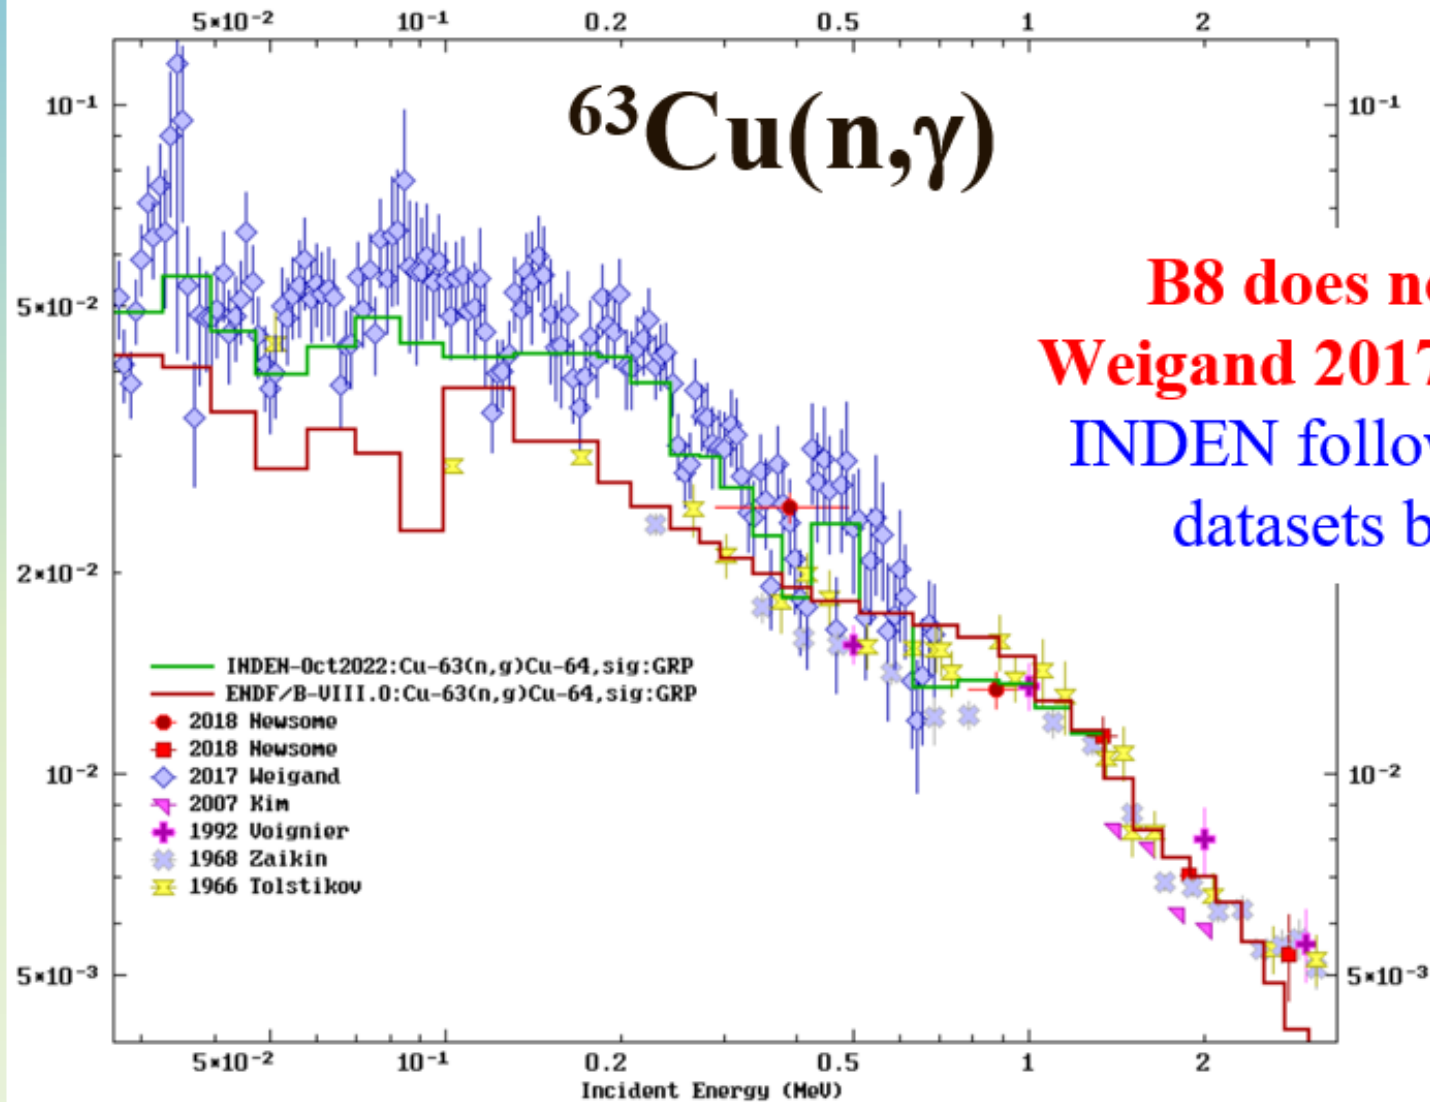 5×10⁻² 10⁻¹ 0.2 0.5 1 2
⁶³Cu(n,γ)
10⁻¹ 10⁻¹
B8 does n
Weigand 2017
INDEN follow
datasets b
5×10⁻²
2×10⁻²
10⁻² 10⁻²
5×10⁻³ 5×10⁻³
INDEN-Oct2022:Cu-63(n,g)Cu-64,sig:GRP
ENDF/B-VIII.0:Cu-63(n,g)Cu-64,sig:GRP
2018 Newsome
2018 Newsome
2017 Weigand
2007 Kim
1992 Voignier
1968 Zaikin
1966 Tolstikov
5×10⁻² 10⁻¹ 0.2 0.5 1 2
Incident Energy (MeV)